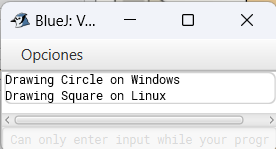 BlueJ: V...
Opciones
Drawing Circle on Windows
Drawing Square on Linux
Can only enter input while your progr